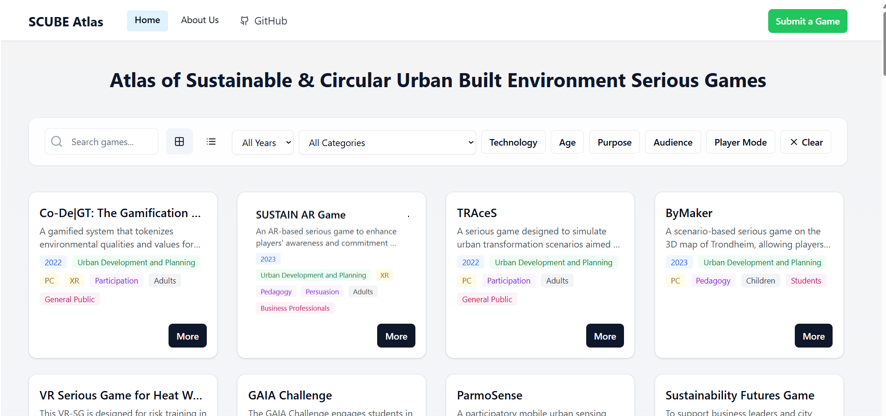 SCUBE Atlas Home About Us GitHub Submit a Game
Atlas of Sustainable & Circular Urban Built Environment Serious Games
Search games... All Years All Categories Technology Age Purpose Audience Player Mode Clear
Co-De|GT: The Gamification ...
A gamified system that tokenizes
environmental qualities and values for...
2022 Urban Development and Planning
PC XR Participation Adults
General Public
More
SUSTAIN AR Game
An AR-based serious game to enhance
players' awareness and commitment ...
2023
Urban Development and Planning XR
Pedagogy Persuasion Adults
Business Professionals
More
TRAceS
A serious game designed to simulate
urban transformation scenarios aimed ...
2022 Urban Development and Planning
PC Participation Adults
General Public
More
ByMaker
A scenario-based serious game on the
3D map of Trondheim, allowing players...
2023 Urban Development and Planning
PC Pedagogy Children Students
More
VR Serious Game for Heat W...
This VR-SG is designed for risk training in
GAIA Challenge
The GAIA Challenge engages students in
ParmoSense
A participatory mobile urban sensing
Sustainability Futures Game
To support business leaders and city